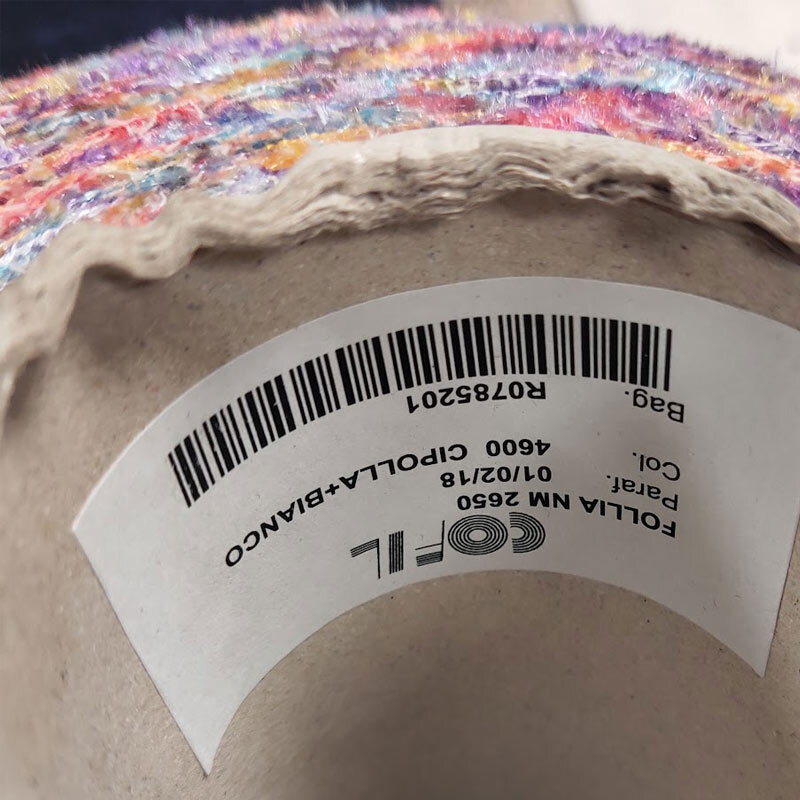 COFIL
FOLLIA NM 2650
Paraf. 01/02/18
Col. 4600 CIPOLLA+BIANCO
Bag. R0785201